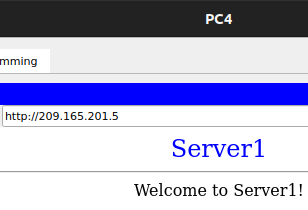 PC4
mming
http://209.165.201.5
Server1
Welcome to Server1!